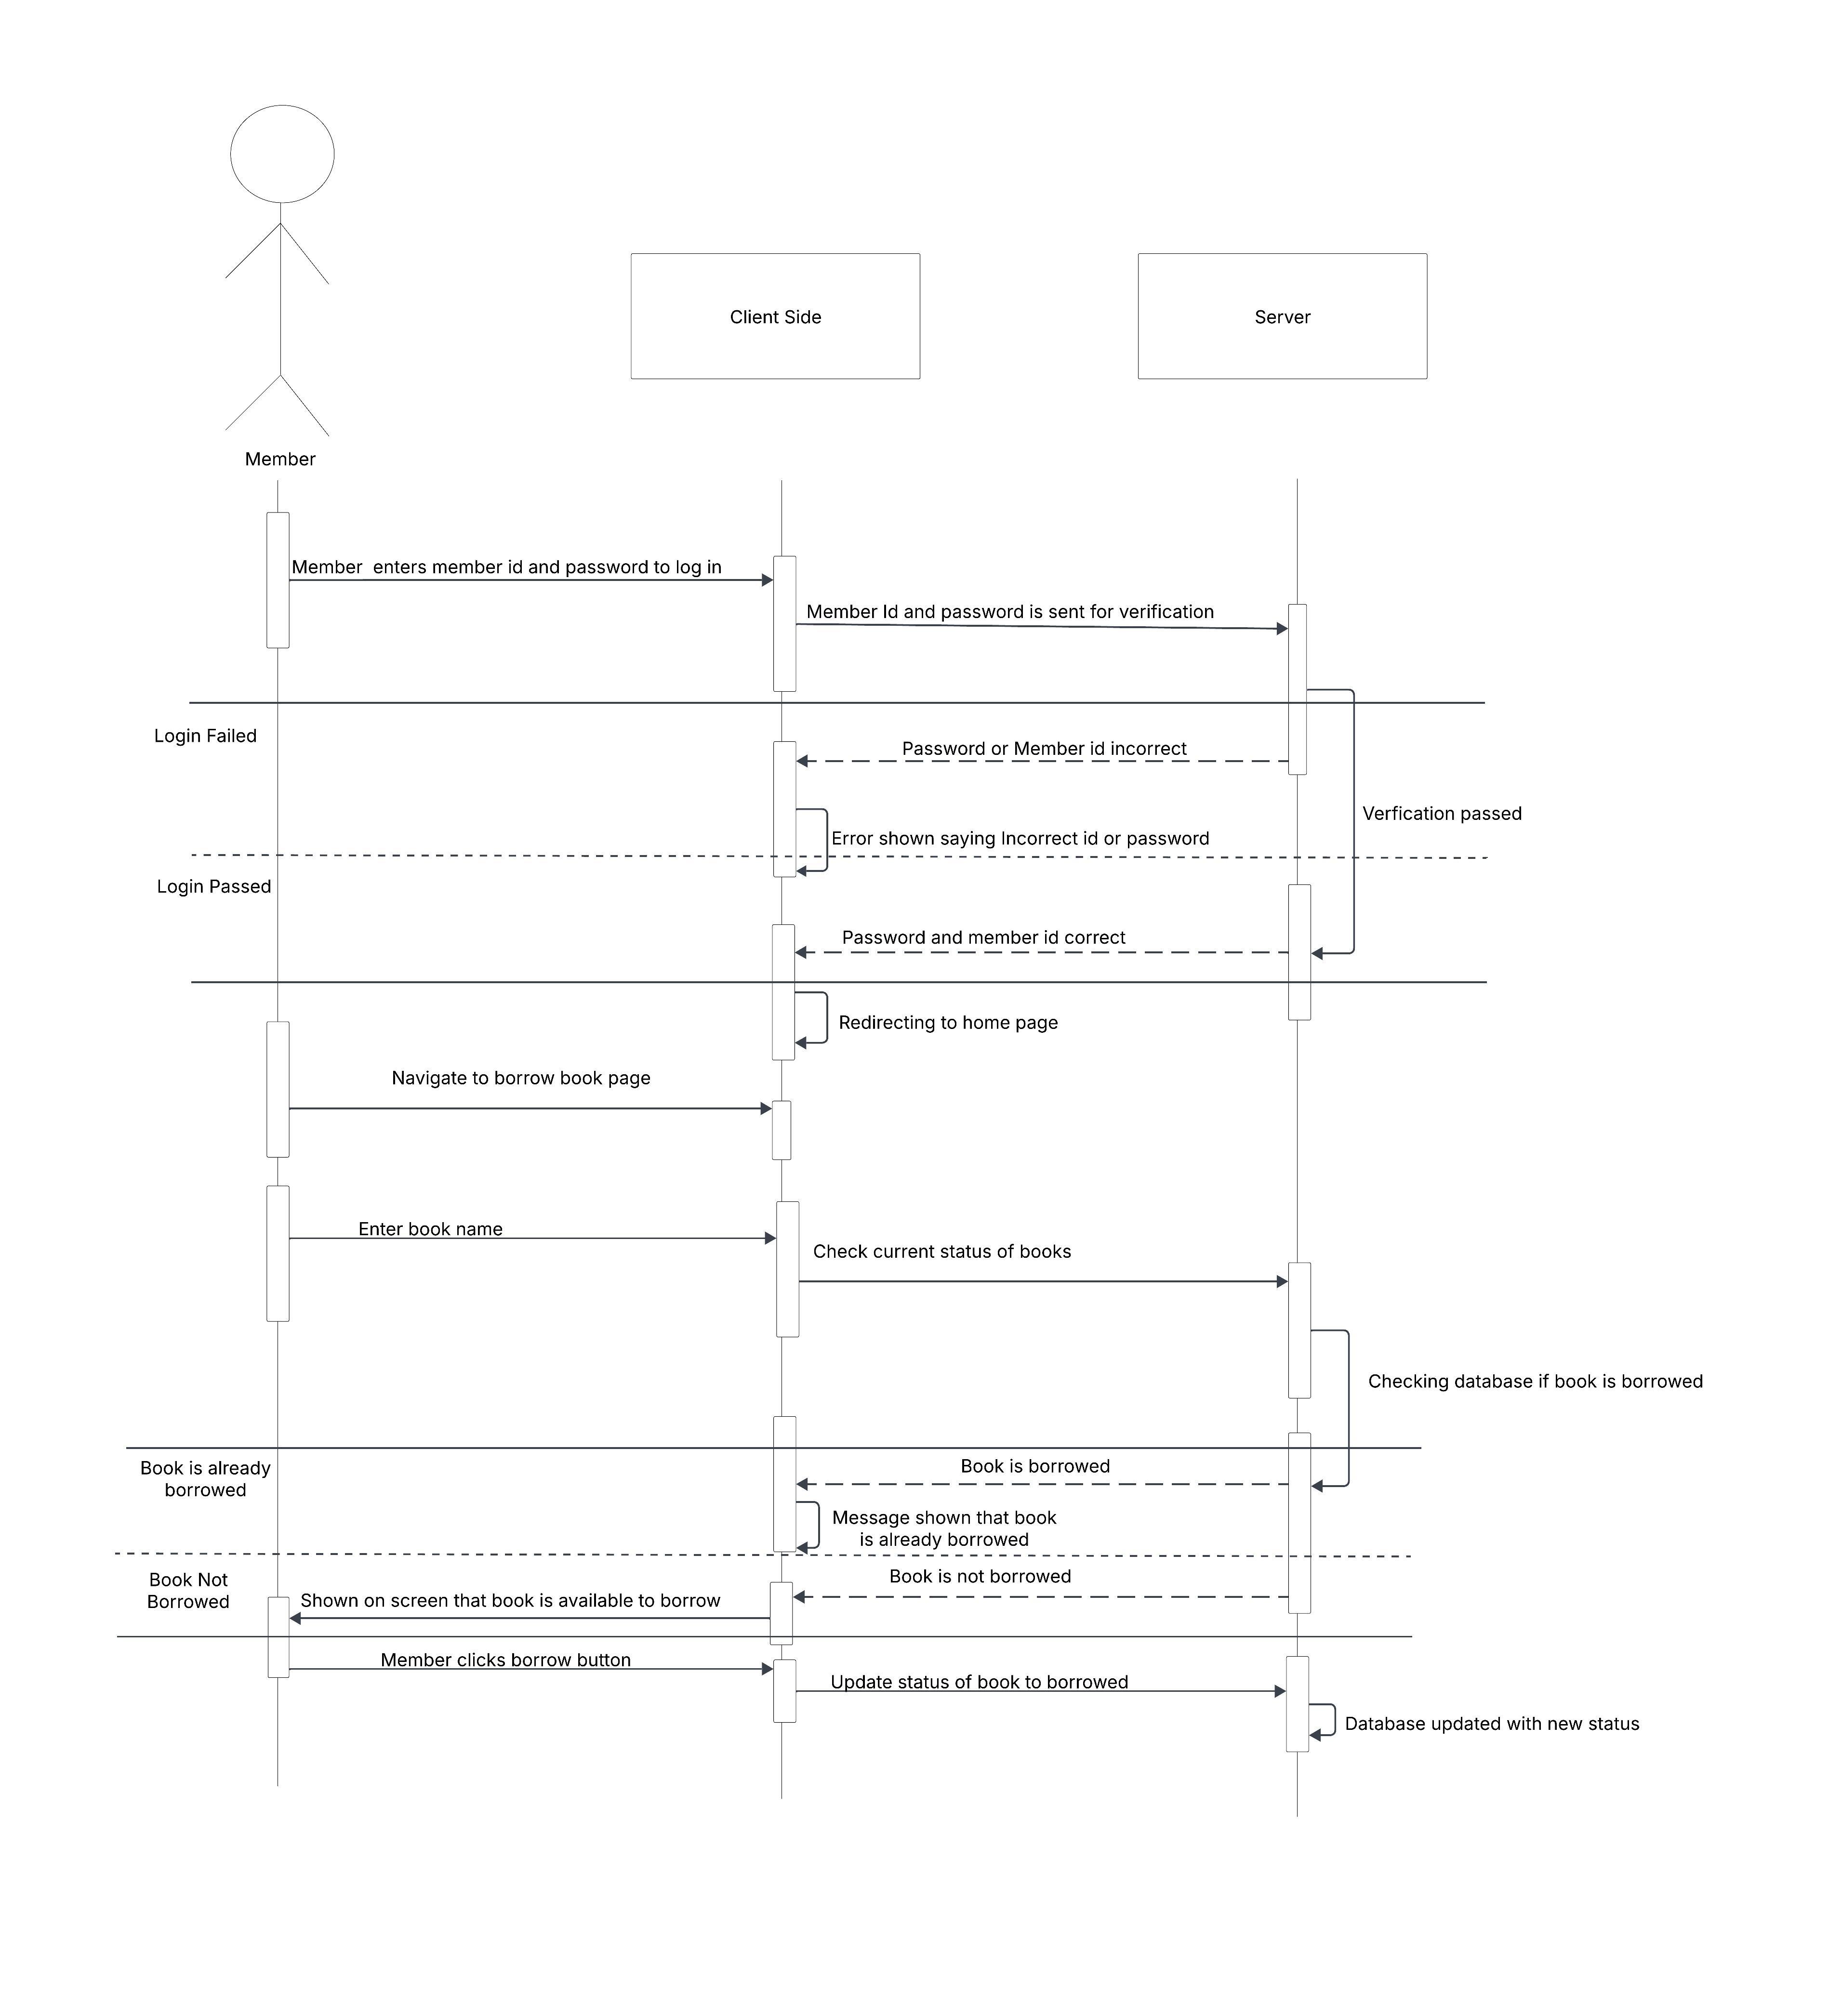 Client Side
Server
Member
Member  enters member id and password to log in
Member Id and password is sent for verification
Login Failed
Password or Member id incorrect
Verfication passed
Error shown saying Incorrect id or password
Login Passed
Password and member id correct
Redirecting to home page
Navigate to borrow book page
Enter book name
Check current status of books
Checking database if book is borrowed
Book is already
borrowed
Book is borrowed
Message shown that book
is already borrowed
Book Not
Borrowed
Book is not borrowed
Shown on screen that book is available to borrow
Member clicks borrow button
Update status of book to borrowed
Database updated with new status